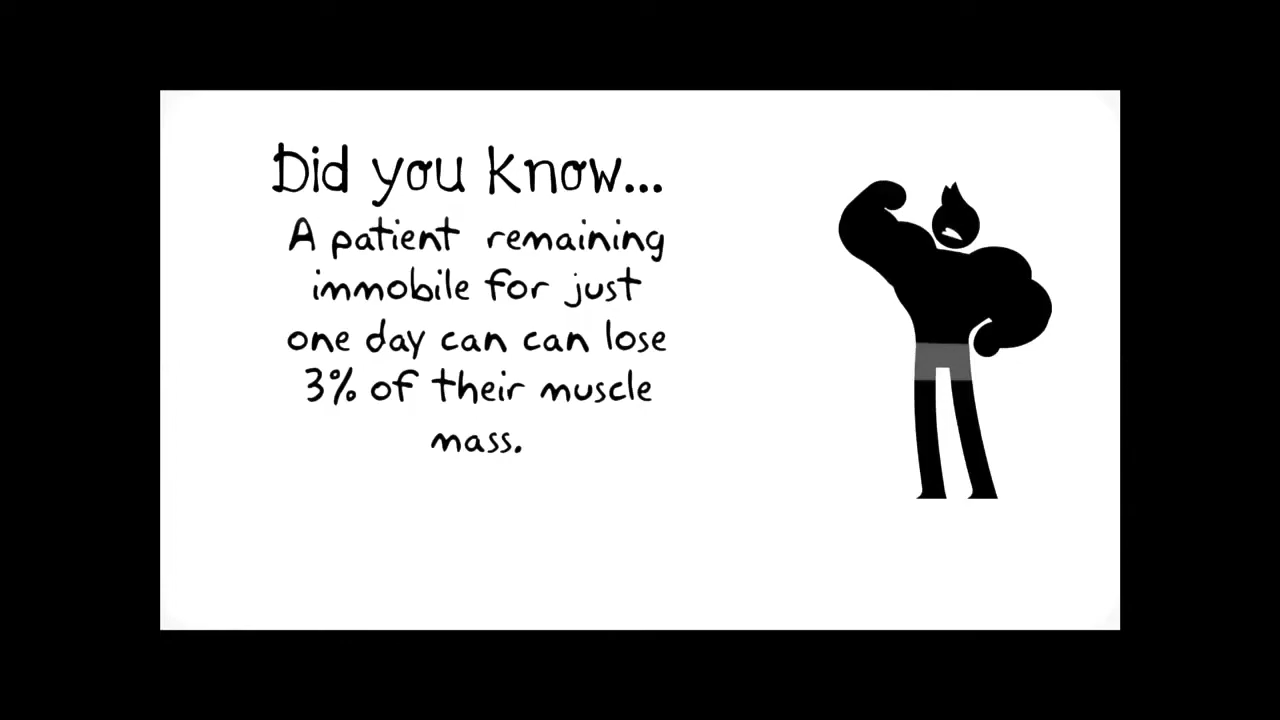 Did you know...
A patient remaining
immobile for just
one day can can lose
3% of their muscle
mass.